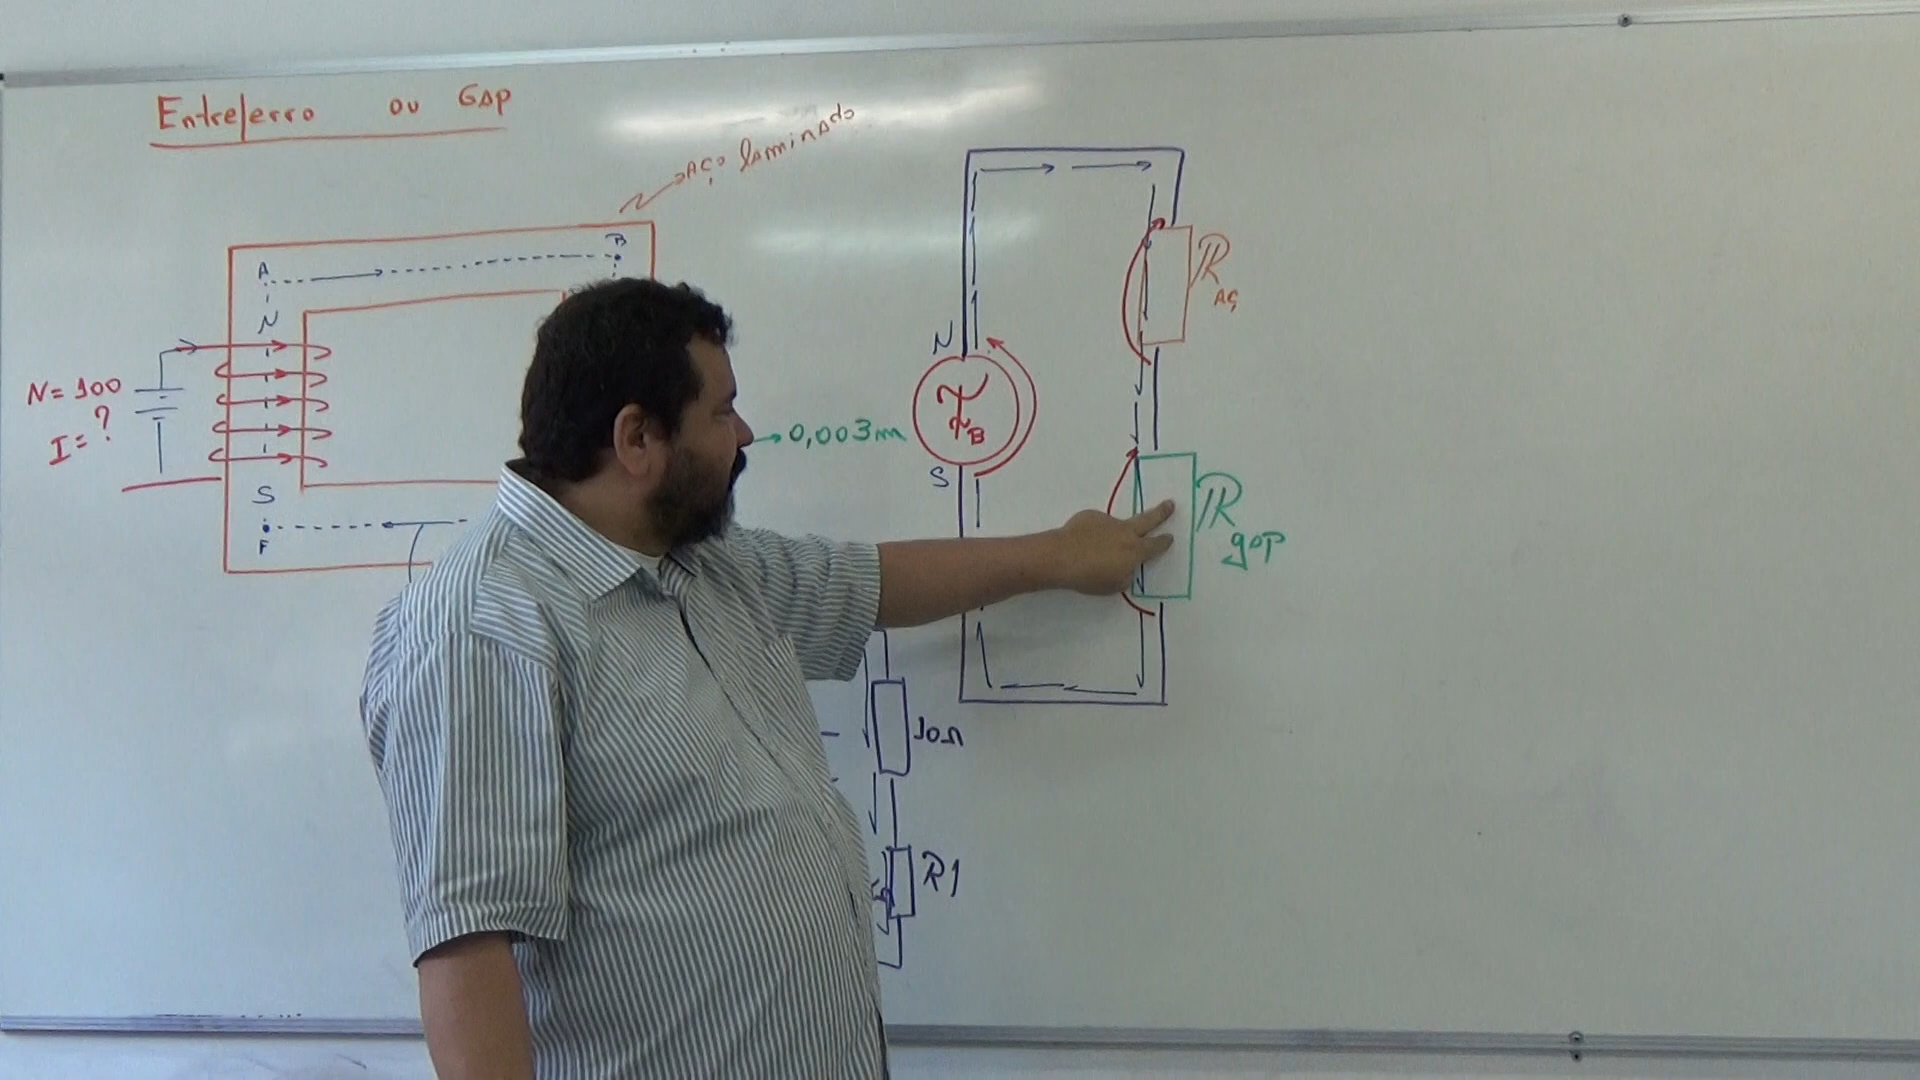 Entreferro ou Gap
Aço laminado
A
B
N
N=100
I=?
S
F
0,003m
N
S
R
Aç
R
gap
10Ω
R1